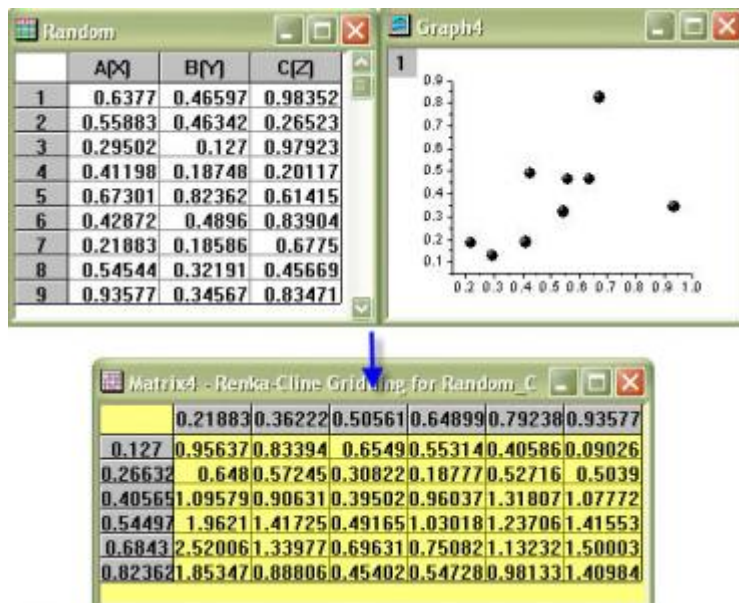 Random
A(X) B(Y) C(Z)
1 0.6377 0.46597 0.98352
2 0.55883 0.46342 0.26523
3 0.29502 0.127 0.97923
4 0.41198 0.18748 0.20117
5 0.67301 0.82362 0.61415
6 0.42872 0.4896 0.83904
7 0.21883 0.18586 0.6775
8 0.54544 0.32191 0.45669
9 0.93577 0.34567 0.83471
Graph4
1
0.9
0.8
0.7
0.6
0.5
0.4
0.3
0.2
0.1
0.2 0.3 0.4 0.5 0.6 0.7 0.8 0.9 1.0
Matrix4 - Renka-Cline Gridding for Random_C
0.21883 0.36222 0.50561 0.64899 0.79238 0.93577
0.127 0.95637 0.83394 0.6549 0.55314 0.40586 0.09026
0.26632 0.648 0.57245 0.30822 0.18777 0.52716 0.5039
0.40565 1.09579 0.90631 0.39502 0.96037 1.31807 1.07772
0.54497 1.9621 1.41725 0.49165 1.03018 1.23706 1.41553
0.6843 2.52006 1.33977 0.69631 0.75082 1.13232 1.50003
0.82362 1.85347 0.88806 0.45402 0.54728 0.98133 1.40984